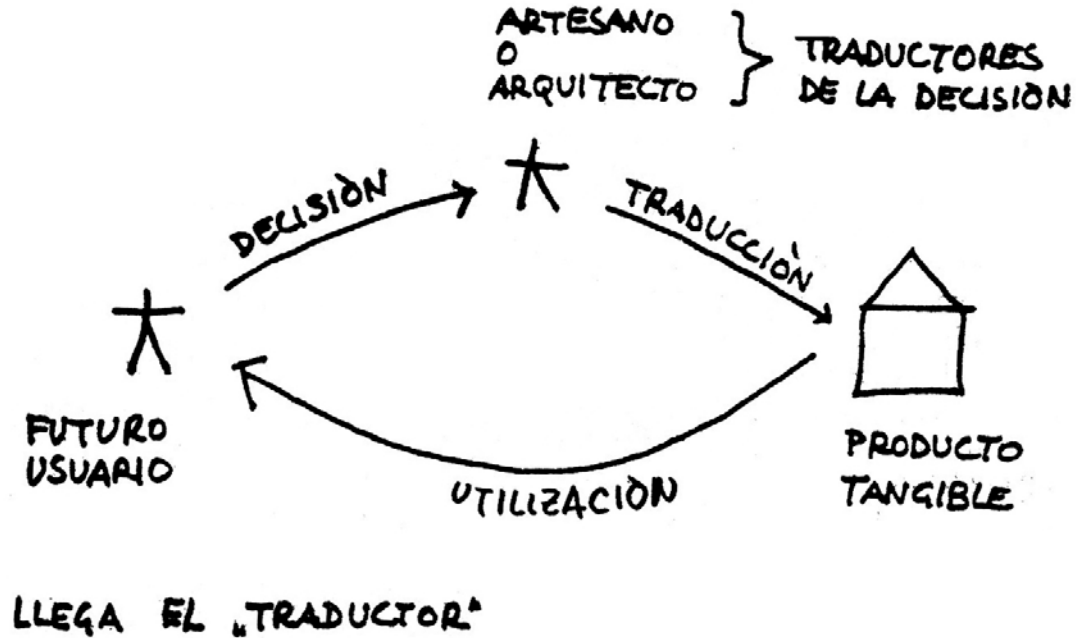 ARTESANO
O
ARQUITECTO
TRADUCTORES
DE LA DECISIÒN
DECISIÒN
TRADUCCIÒN
FUTURO
USUARIO
PRODUCTO
TANGIBLE
UTILIZACIÒN
LLEGA EL „TRADUCTOR“